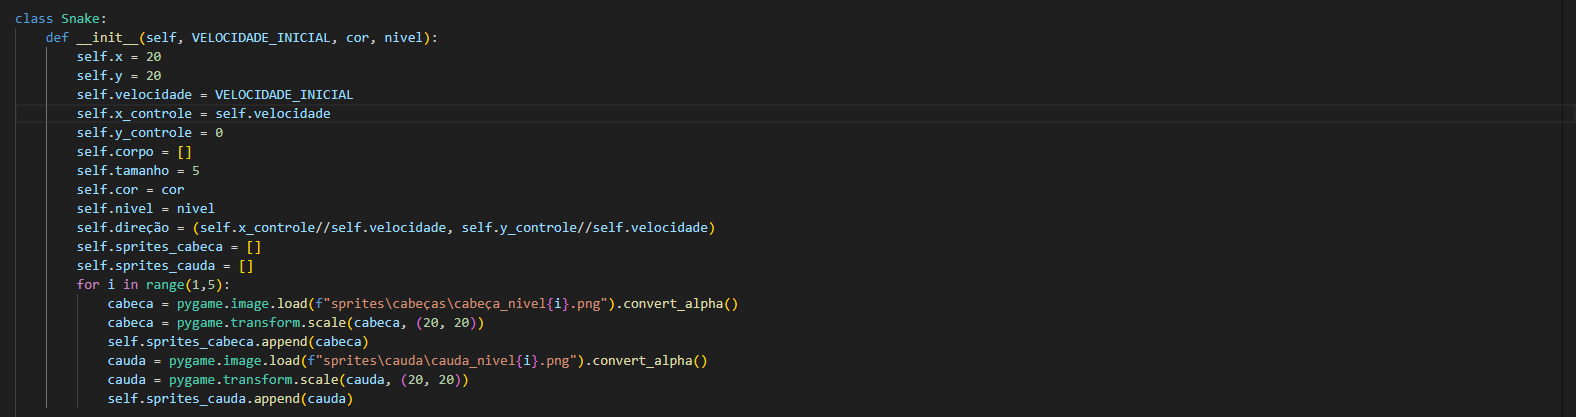 class Snake:
    def __init__(self, VELOCIDADE_INICIAL, cor, nivel):
        self.x = 20
        self.y = 20
        self.velocidade = VELOCIDADE_INICIAL
        self.x_controle = self.velocidade
        self.y_controle = 0
        self.corpo = []
        self.tamanho = 5
        self.cor = cor
        self.nivel = nivel
        self.direção = (self.x_controle//self.velocidade, self.y_controle//self.velocidade)
        self.sprites_cabeca = []
        self.sprites_cauda = []
        for i in range(1,5):
            cabeca = pygame.image.load(f"sprites\cabeças\cabeça_nivel{i}.png").convert_alpha()
            cabeca = pygame.transform.scale(cabeca, (20, 20))
            self.sprites_cabeca.append(cabeca)
            cauda = pygame.image.load(f"sprites\cauda\cauda_nivel{i}.png").convert_alpha()
            cauda = pygame.transform.scale(cauda, (20, 20))
            self.sprites_cauda.append(cauda)